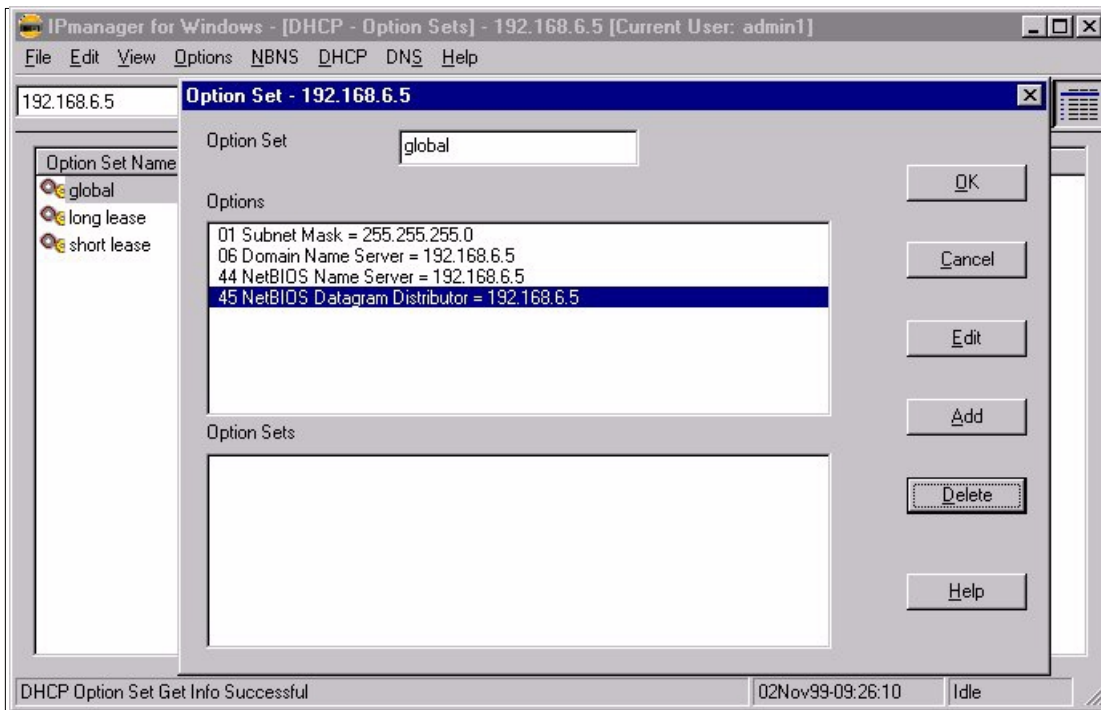 IPmanager for Windows - [DHCP - Option Sets] - 192.168.6.5 [Current User: admin1]
File Edit View Options NBNS DHCP DNS Help
192.168.6.5
Option Set - 192.168.6.5
Option Set
global
Option Set Name
global
long lease
short lease
Options
01 Subnet Mask = 255.255.255.0
06 Domain Name Server = 192.168.6.5
44 NetBIOS Name Server = 192.168.6.5
45 NetBIOS Datagram Distributor = 192.168.6.5
Option Sets
OK
Cancel
Edit
Add
Delete
Help
DHCP Option Set Get Info Successful
02Nov99-09:26:10
Idle